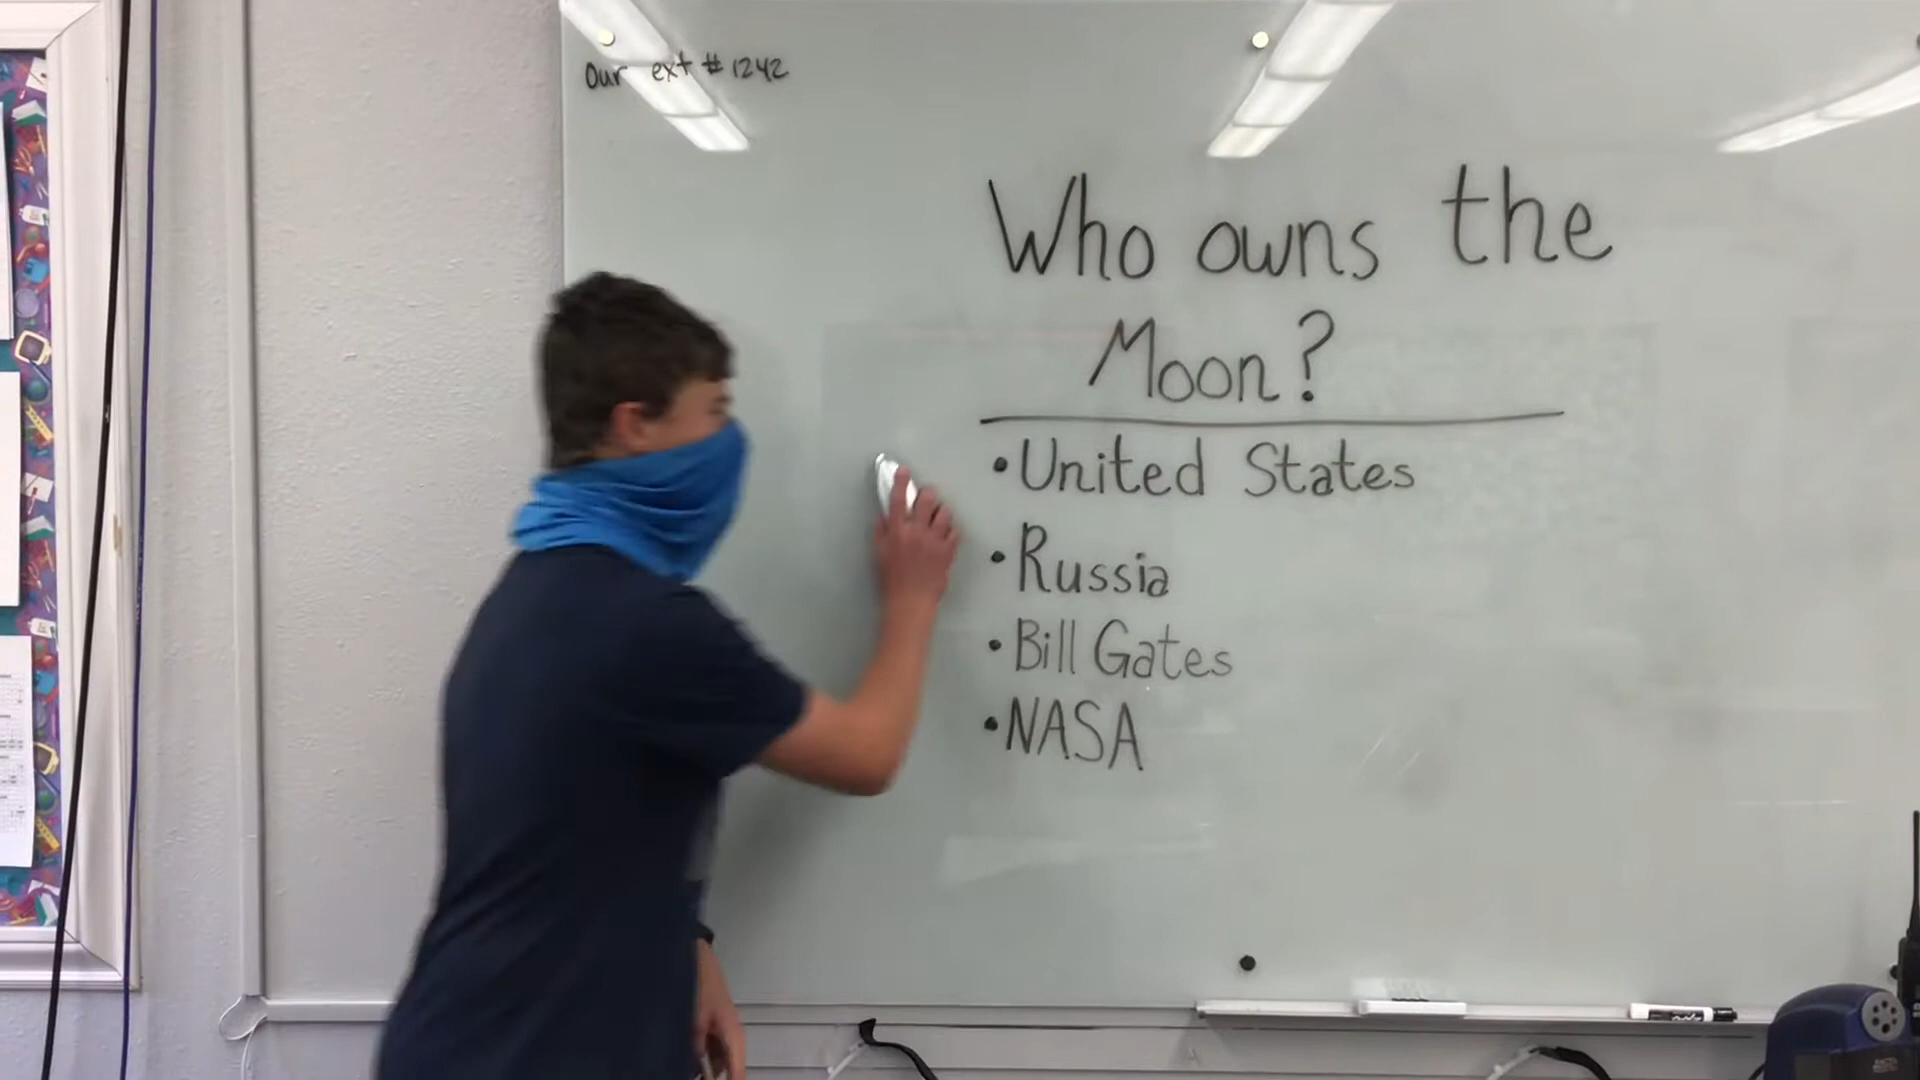 Our ext # 1242
Who owns the
Moon?
• United States
• Russia
• Bill Gates
• NASA